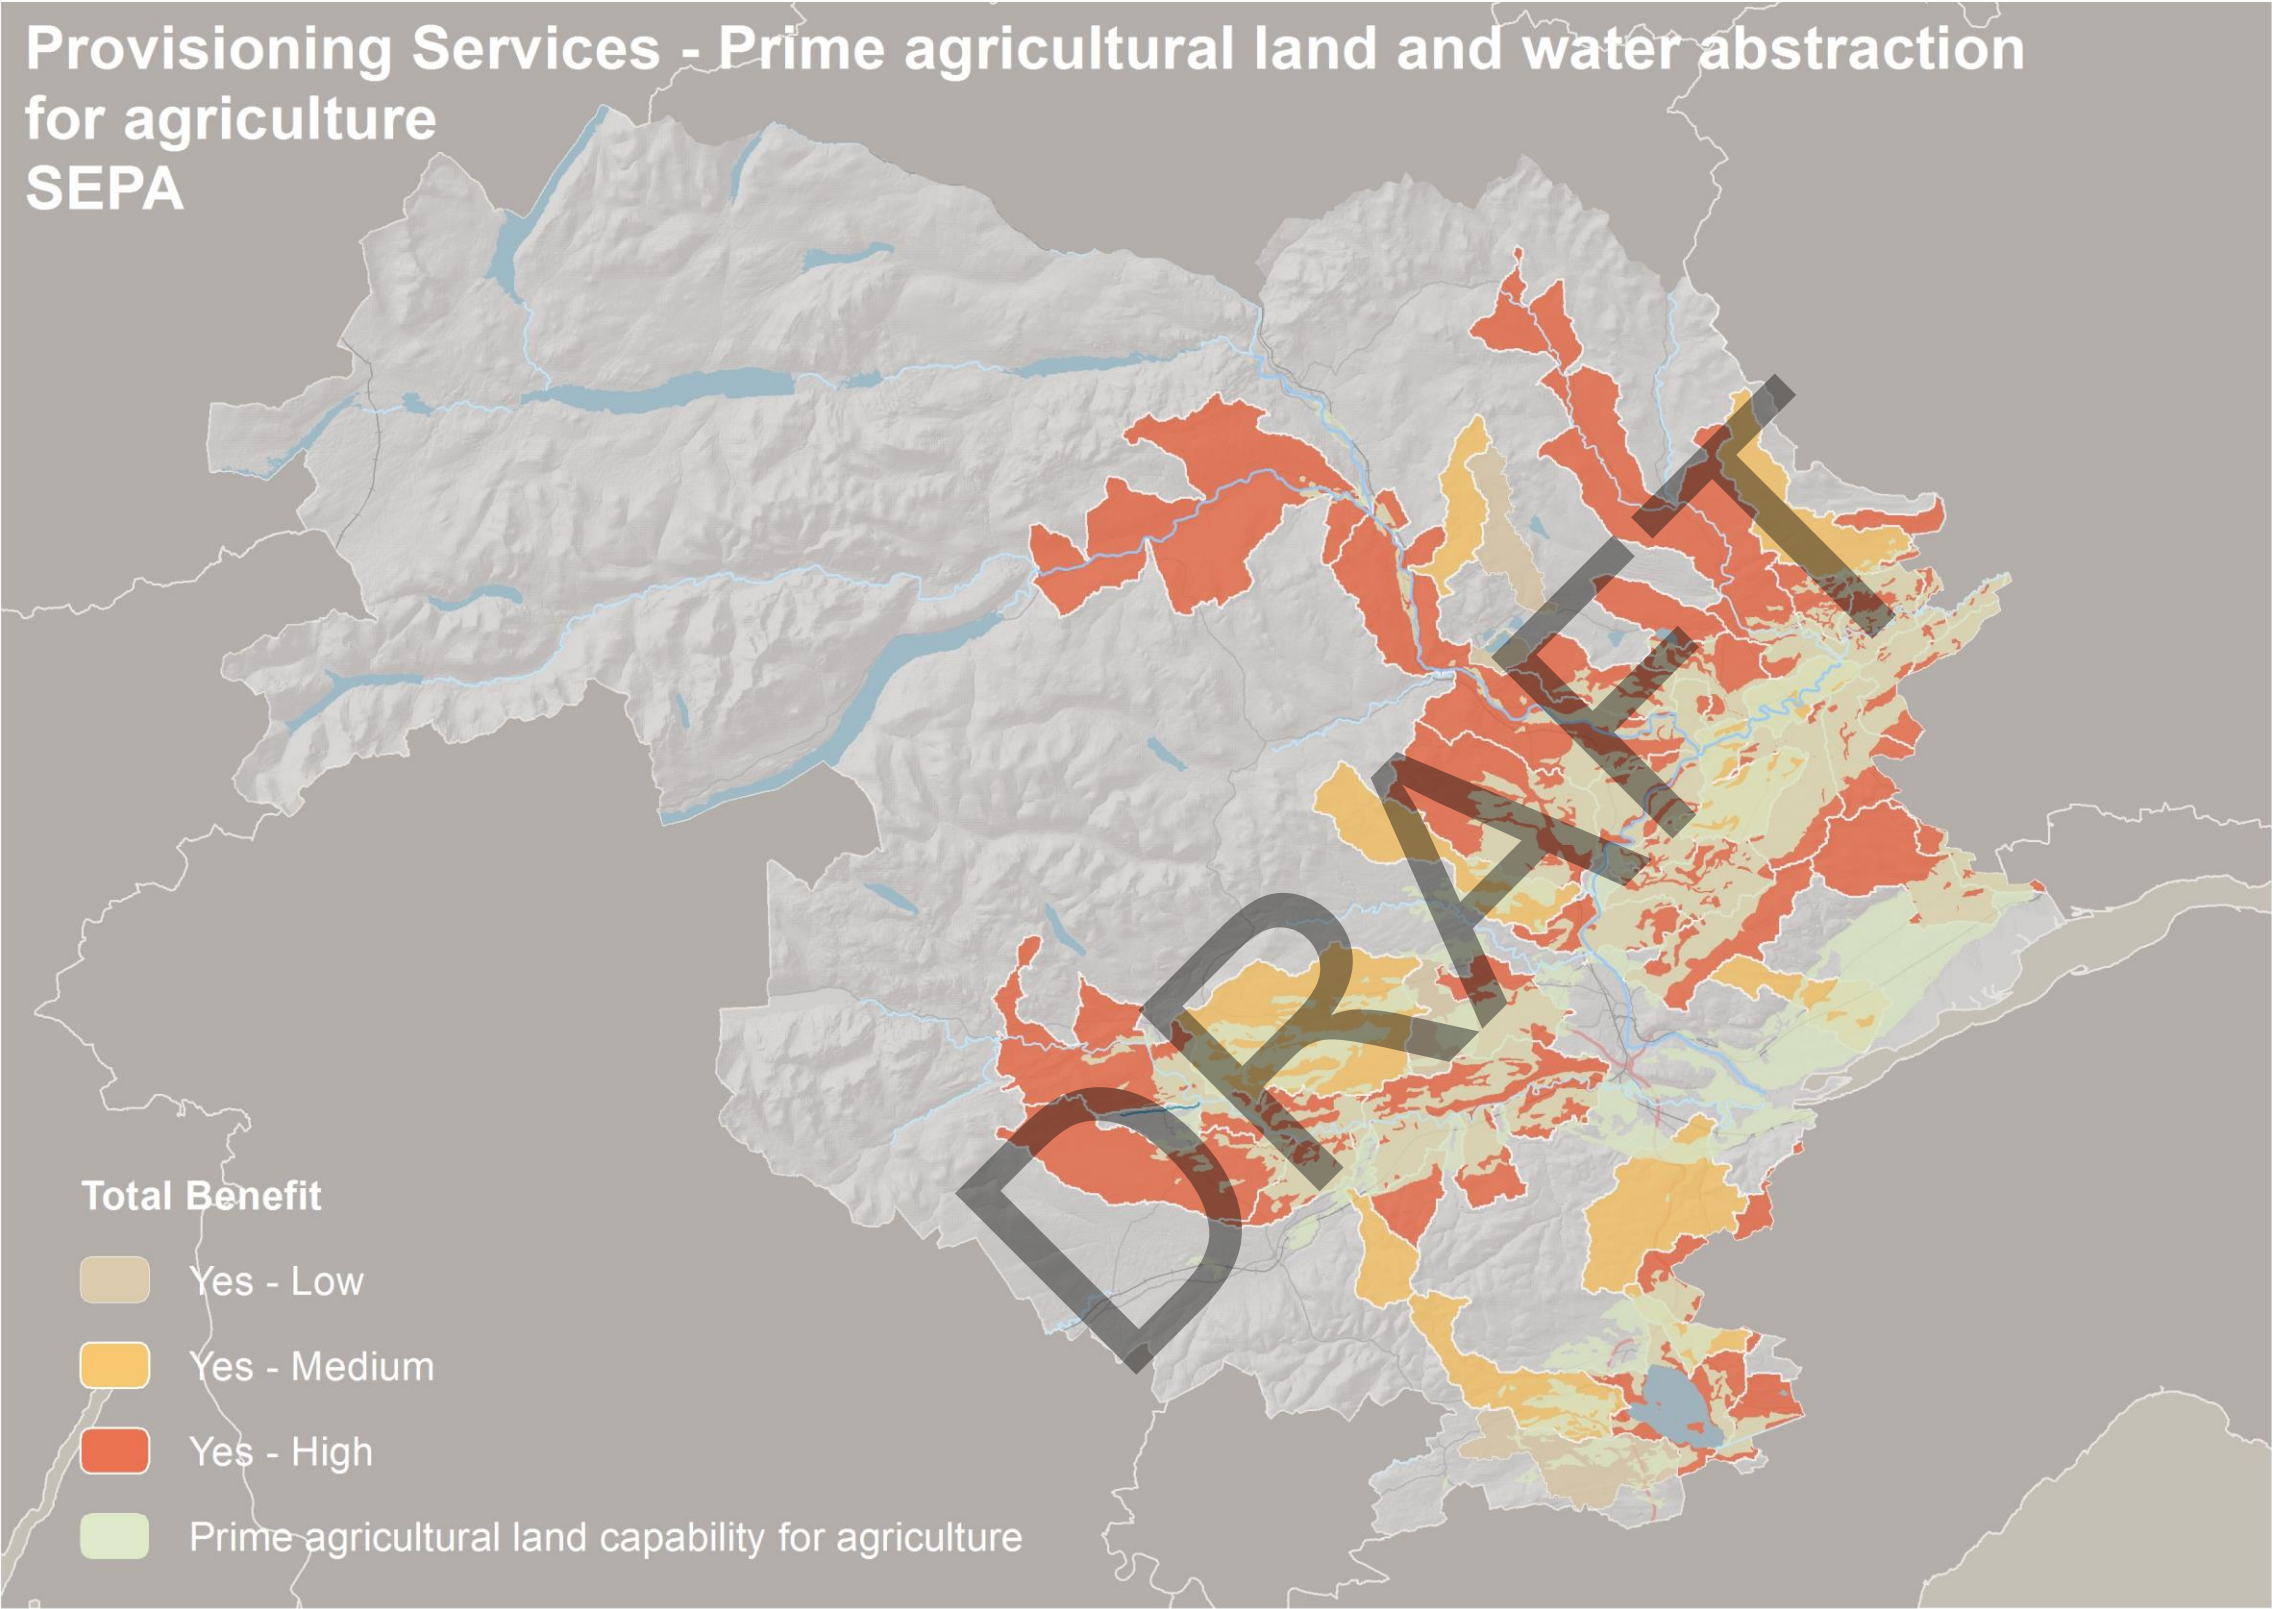 Provisioning Services - Prime agricultural land and water abstraction
for agriculture
SEPA
DRAFT
Total Benefit
Yes - Low
Yes - Medium
Yes - High
Prime agricultural land capability for agriculture